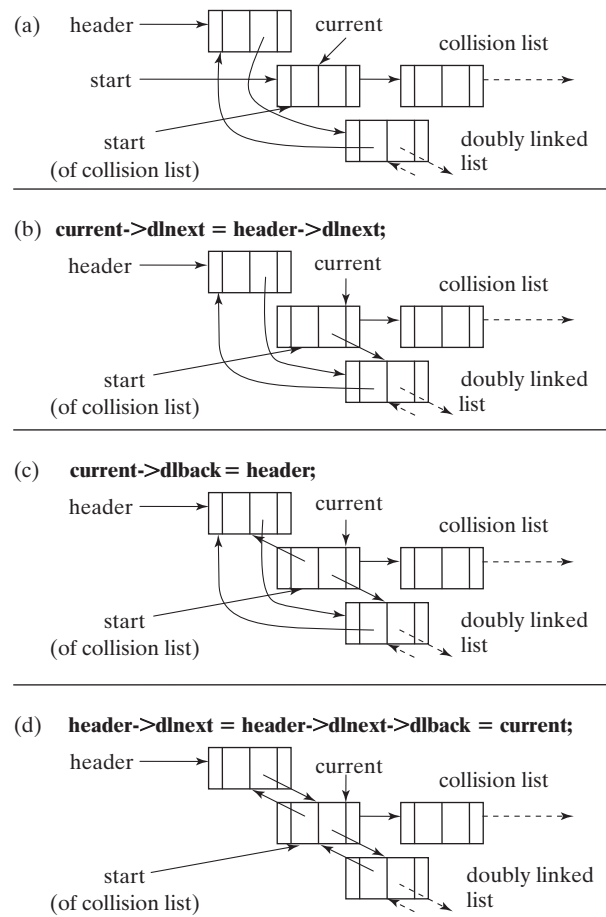 (a)
header
current
collision list
start
start
(of collision list)
doubly linked
list
(b) current->dlnext = header->dlnext;
header
current
collision list
start
(of collision list)
doubly linked
list
(c) current->dlback = header;
header
current
collision list
start
(of collision list)
doubly linked
list
(d) header->dlnext = header->dlnext->dlback = current;
header
current
collision list
start
(of collision list)
doubly linked
list